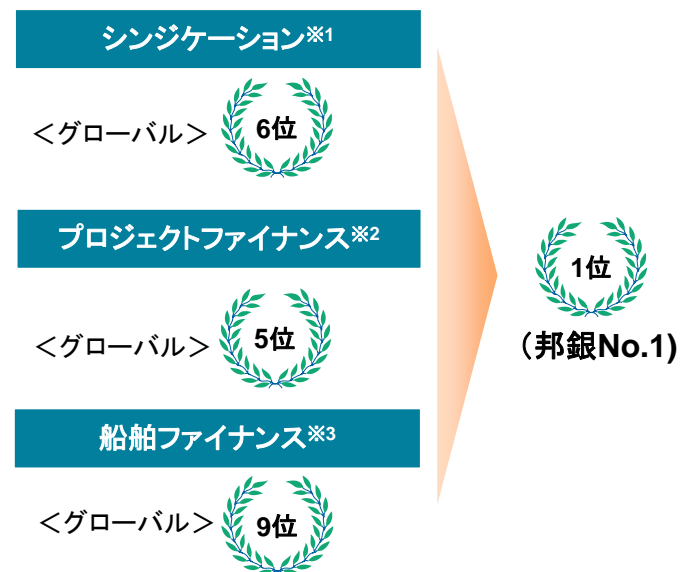 シンジケーション※1
＜グローバル＞ 6位
プロジェクトファイナンス※2
＜グローバル＞ 5位
船舶ファイナンス※3
＜グローバル＞ 9位
1位
（邦銀No.1)